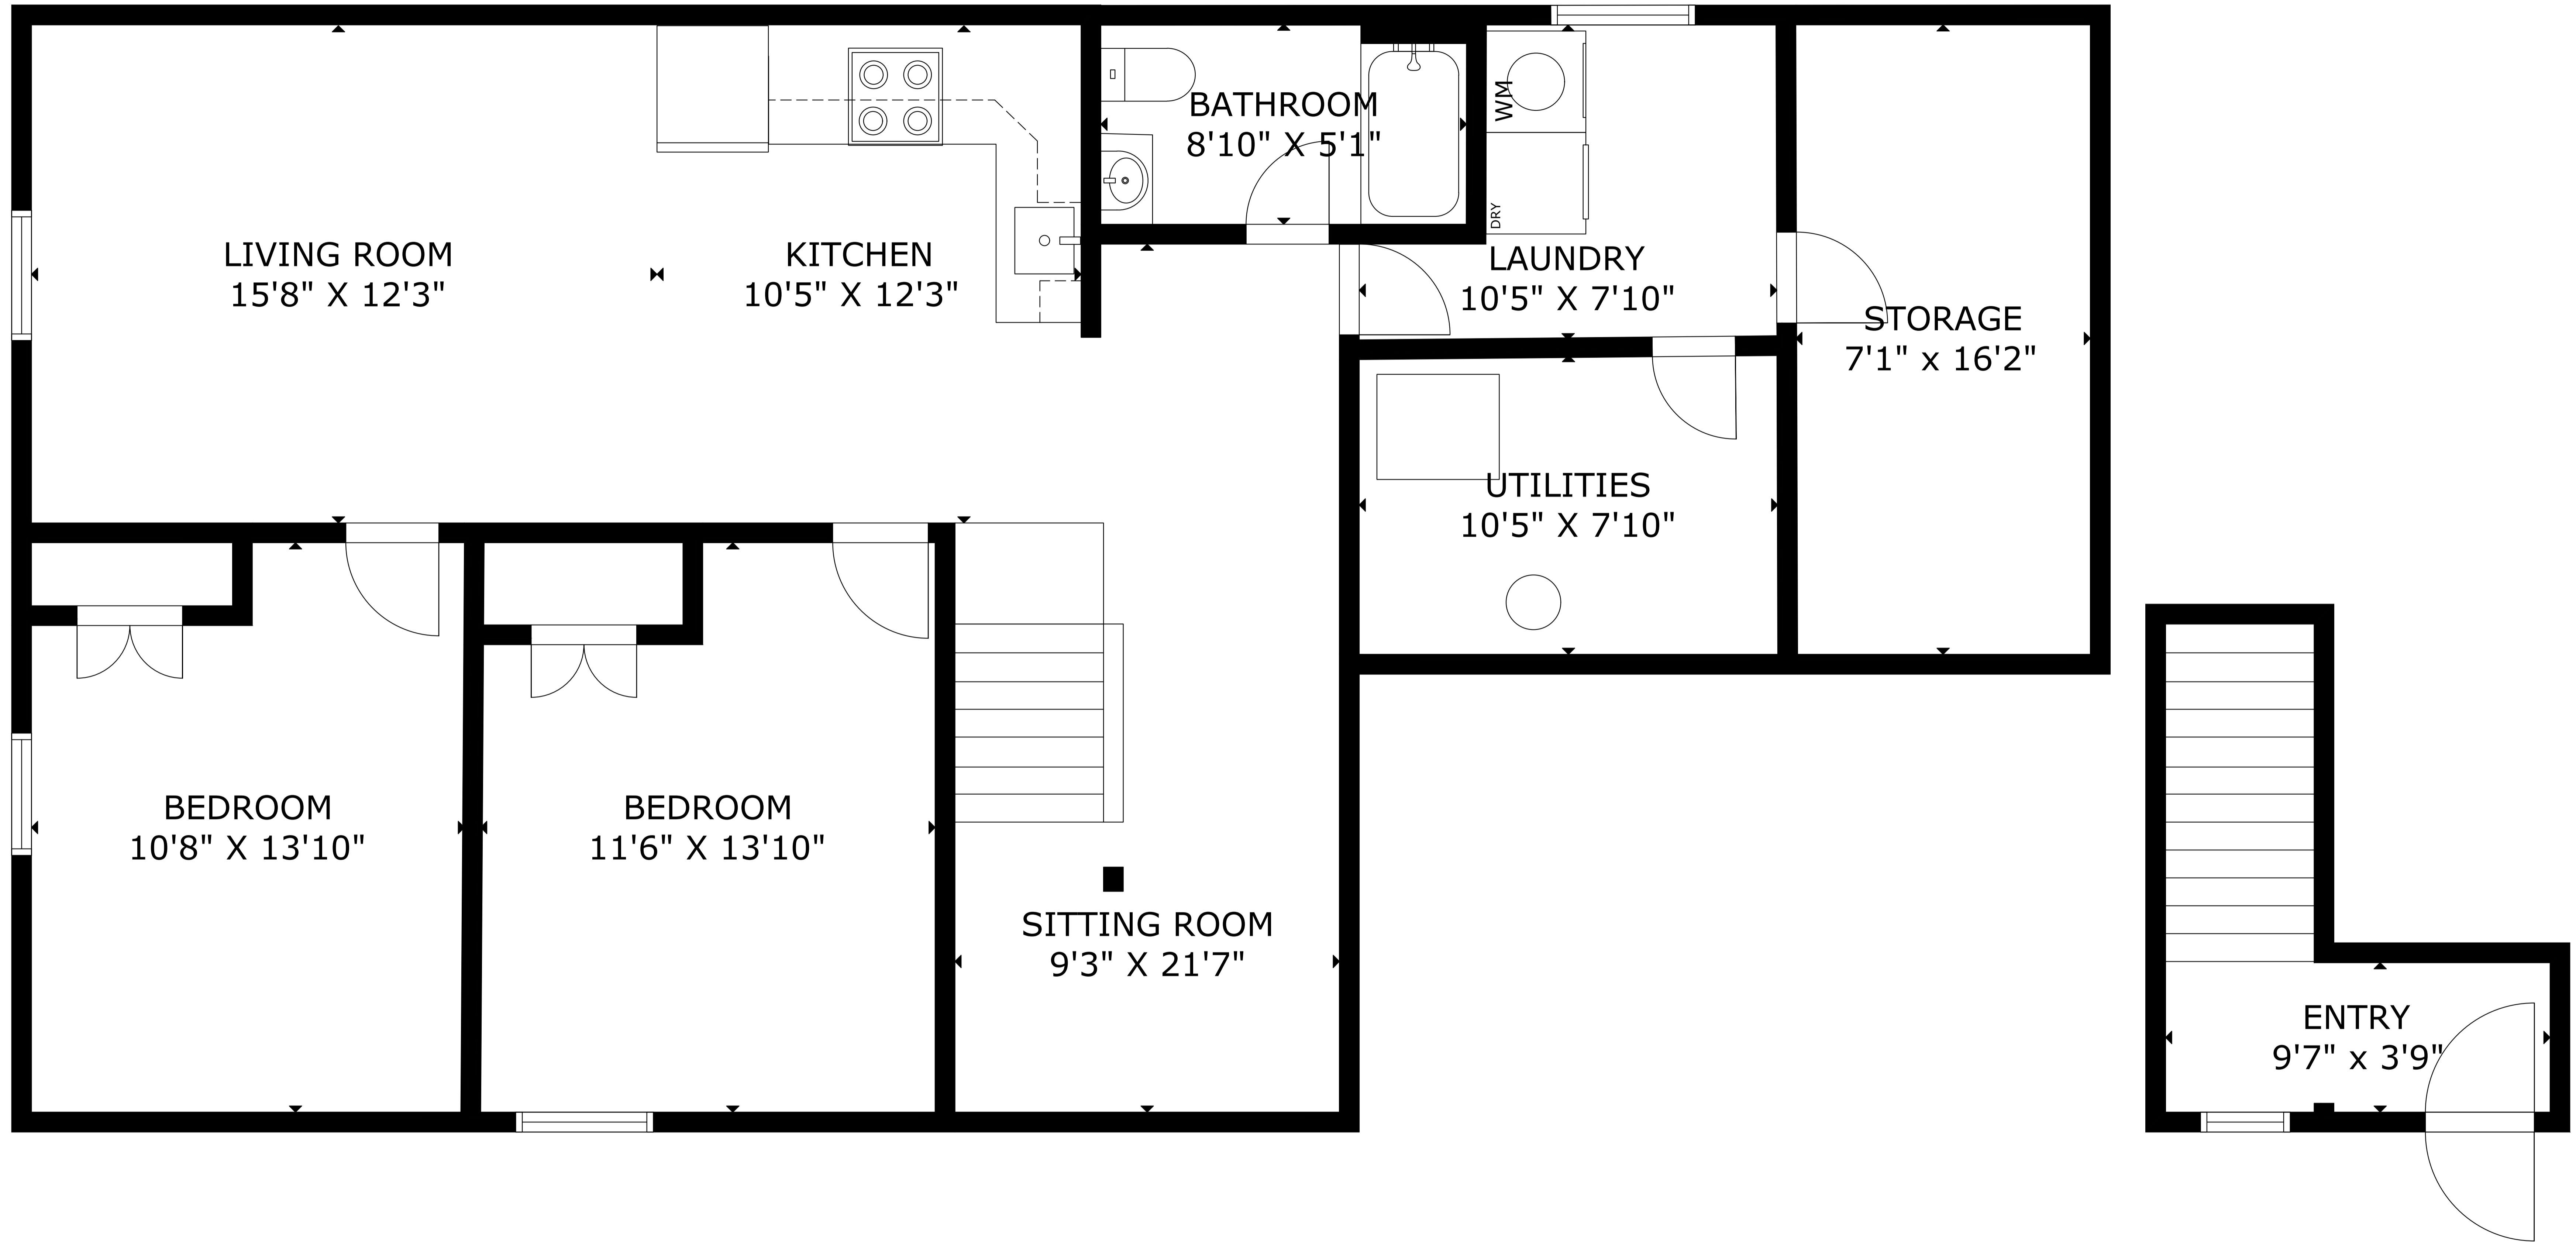 BATHROOM
8'10" X 5'1"
WM
DRY
LIVING ROOM
15'8" X 12'3"
KITCHEN
10'5" X 12'3"
LAUNDRY
10'5" X 7'10"
STORAGE
7'1" x 16'2"
UTILITIES
10'5" X 7'10"
BEDROOM
10'8" X 13'10"
BEDROOM
11'6" X 13'10"
SITTING ROOM
9'3" X 21'7"
ENTRY
9'7" x 3'9"